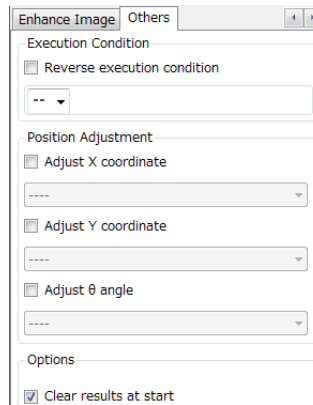 Enhance Image Others
Execution Condition
Reverse execution condition
--
Position Adjustment
Adjust X coordinate
----
Adjust Y coordinate
----
Adjust θ angle
----
Options
Clear results at start